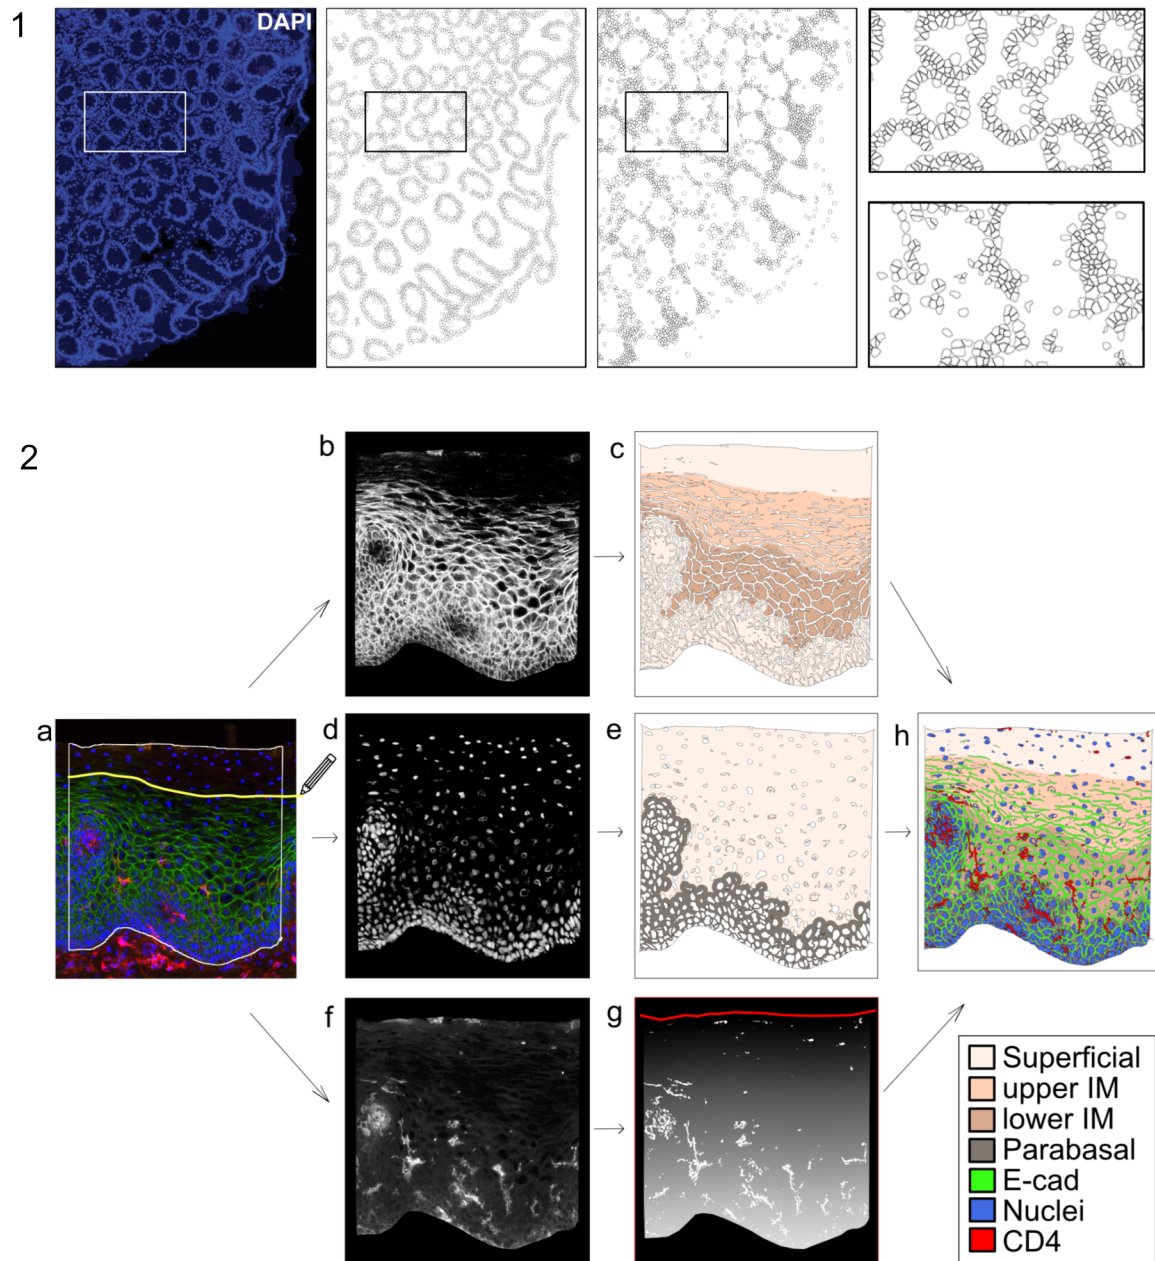 1
DAPI
2
b
c
a
d
e
h
f
g
Superficial
upper IM
lower IM
Parabasal
E-cad
Nuclei
CD4